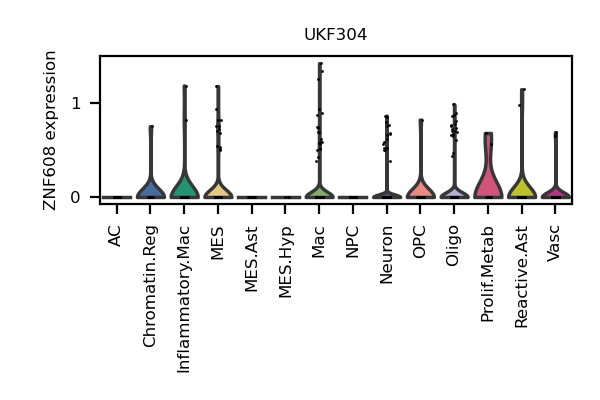 UKF304
ZNF608 expression
1
0
AC
Chromatin.Reg
Inflammatory.Mac
MES
MES.Ast
MES.Hyp
Mac
NPC
Neuron
OPC
Oligo
Prolif.Metab
Reactive.Ast
Vasc